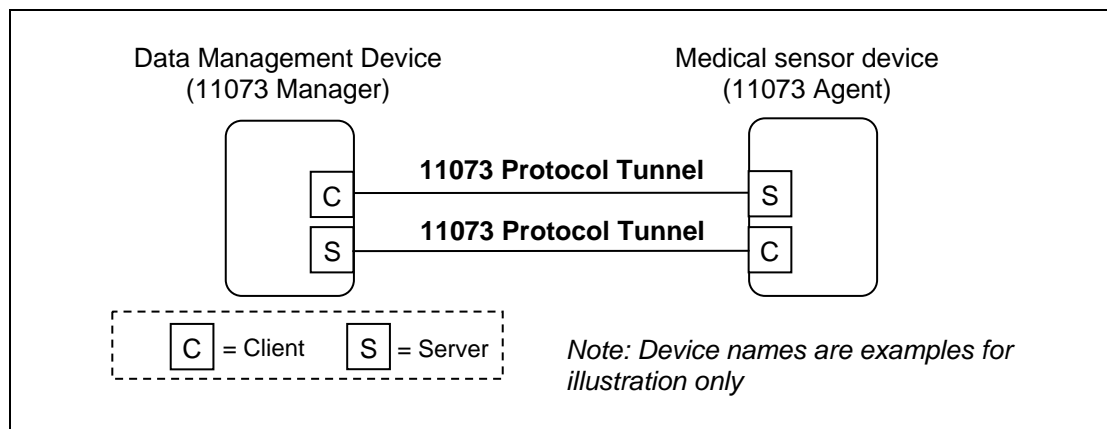 Data Management Device
(11073 Manager)
Medical sensor device
(11073 Agent)
11073 Protocol Tunnel
C
S
11073 Protocol Tunnel
S
C
C = Client
S = Server
Note: Device names are examples for
illustration only